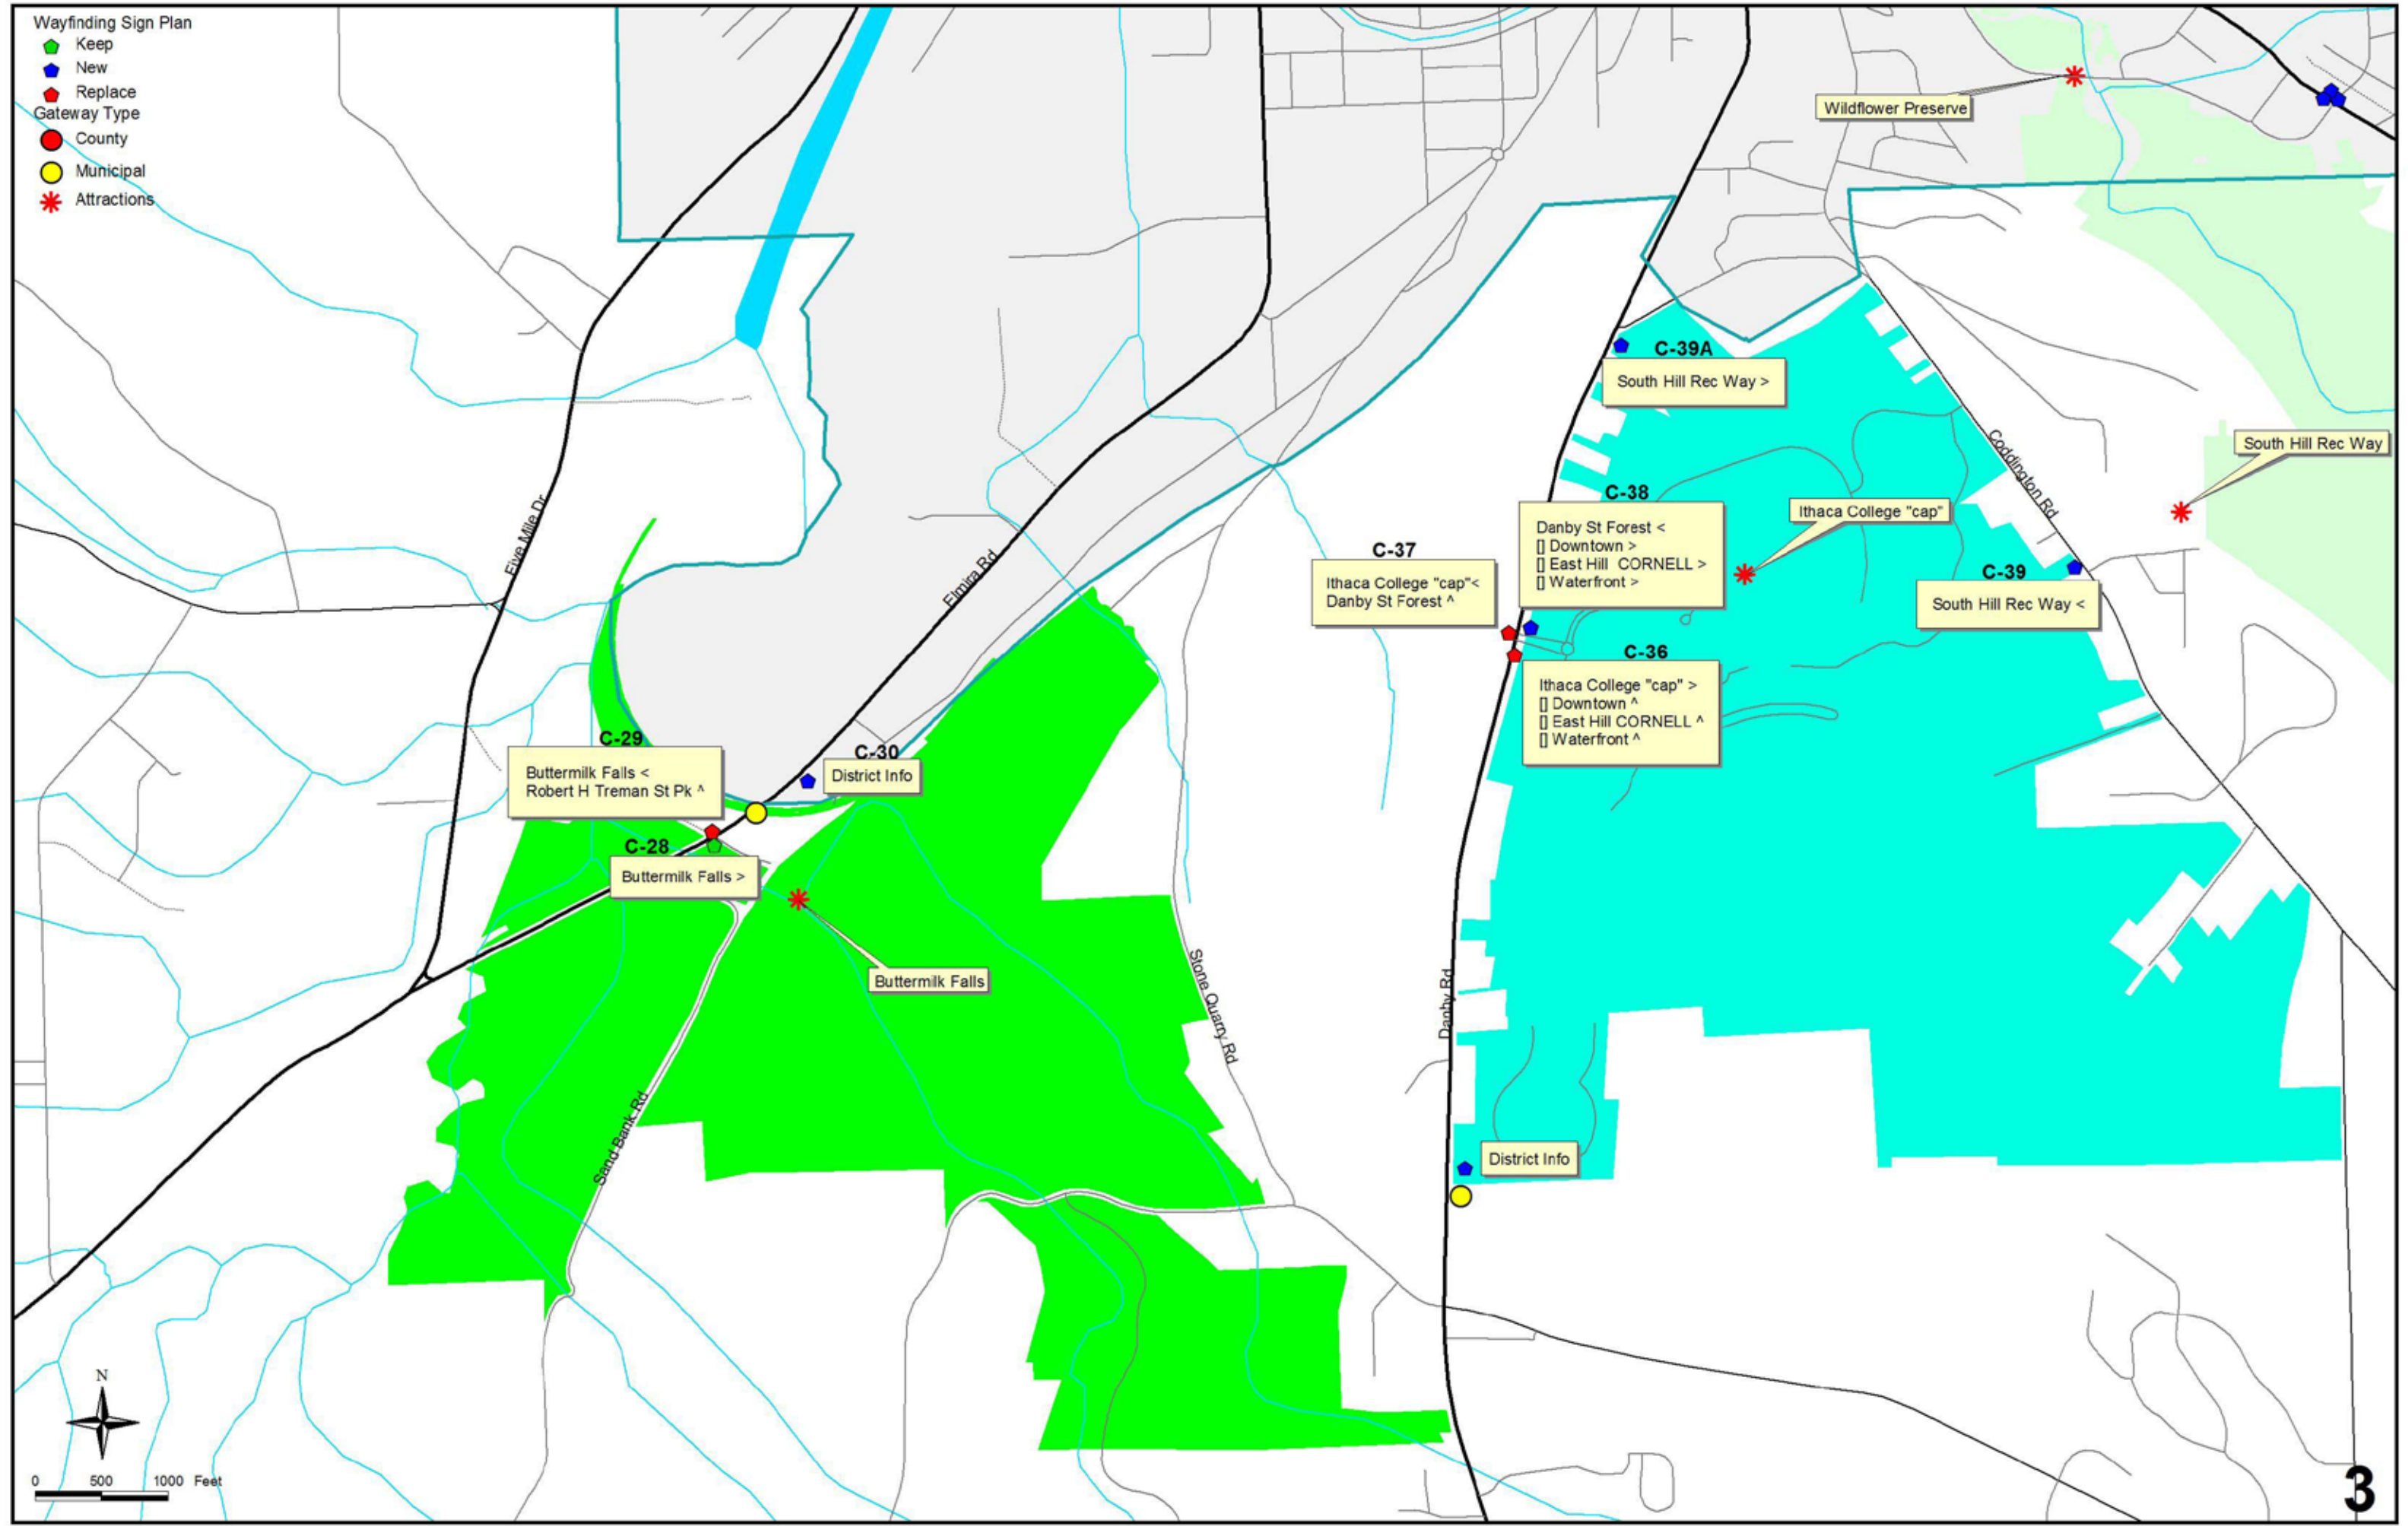 Wayfinding Sign Plan
Keep
New
Replace
Gateway Type
County
Municipal
Attractions
Wildflower Preserve
C-39A
South Hill Rec Way >
Coddington Rd
South Hill Rec Way
C-38
Danby St Forest <
[] Downtown >
[] East Hill CORNELL >
[] Waterfront >
Ithaca College "cap"
C-37
Ithaca College "cap"<
Danby St Forest ^
C-39
South Hill Rec Way <
C-36
Ithaca College "cap" >
[] Downtown ^
[] East Hill CORNELL ^
[] Waterfront ^
Five Mile Dr
Elmira Rd
C-29
Buttermilk Falls <
Robert H Treman St Pk ^
C-30
District Info
C-28
Buttermilk Falls >
Buttermilk Falls
Stone Quarry Rd
Danby Rd
Sand Bank Rd
District Info
N
0 500 1000 Feet
3